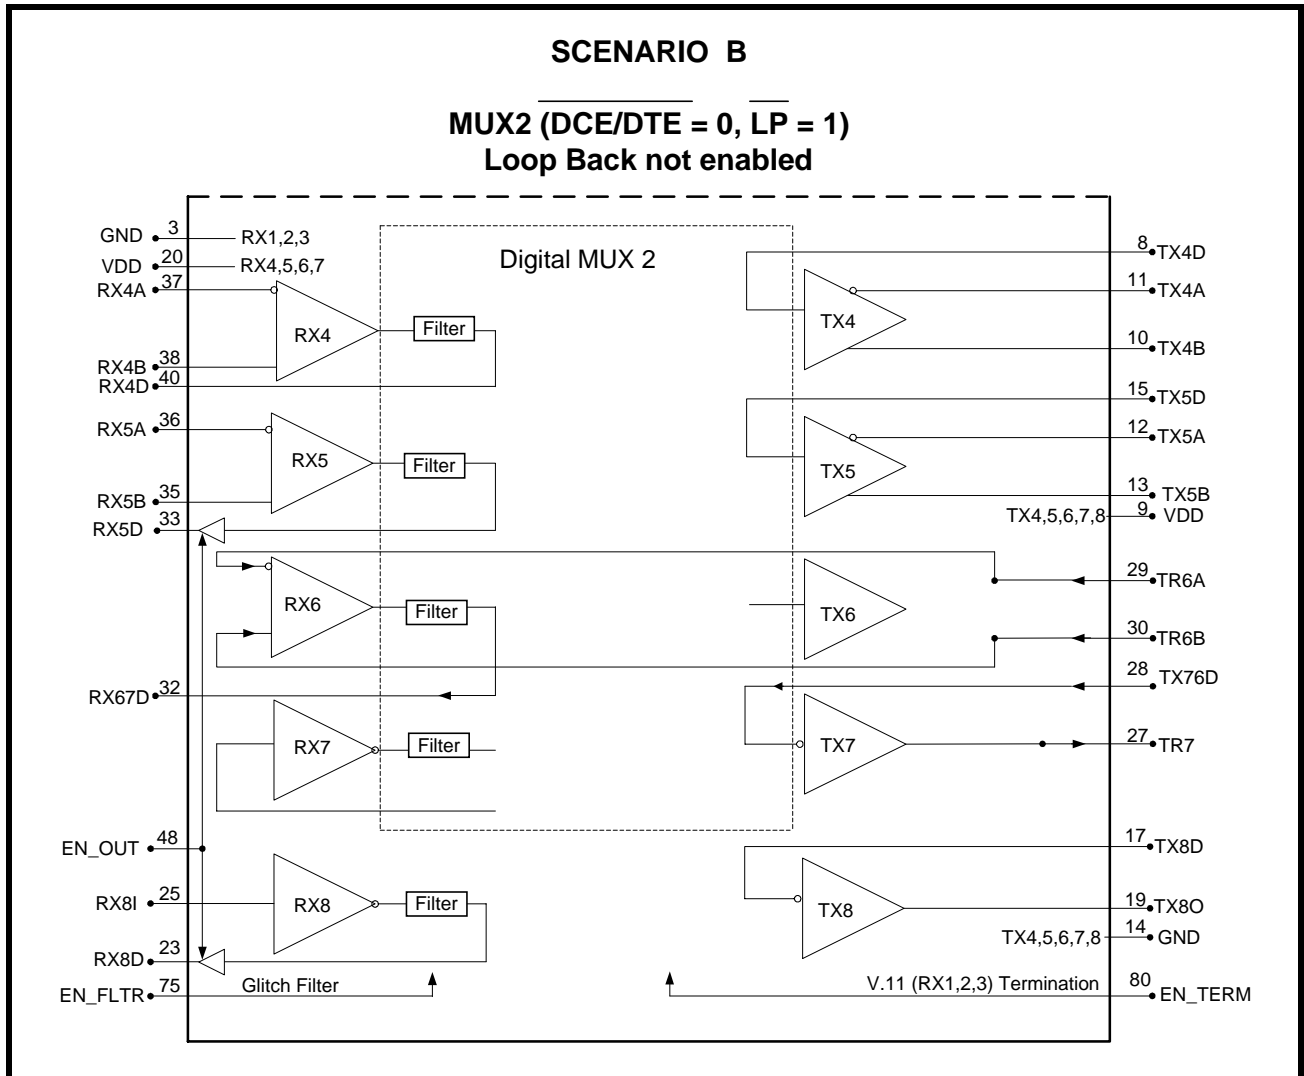 SCENARIO B
MUX2 (DCE/DTE = 0, LP = 1)
Loop Back not enabled
GND 3 RX1,2,3
VDD 20 RX4,5,6,7
RX4A 37
RX4B 38
RX4D 40
RX5A 36
RX5B 35
RX5D 33
RX67D 32
EN_OUT 48
RX8I 25
RX8D 23
EN_FLTR 75 Glitch Filter
Digital MUX 2
RX4 Filter
RX5 Filter
RX6 Filter
RX7 Filter
RX8 Filter
TX4
TX5
TX6
TX7
TX8
8 TX4D
11 TX4A
10 TX4B
15 TX5D
12 TX5A
13 TX5B
TX4,5,6,7,8 9 VDD
29 TR6A
30 TR6B
28 TX76D
27 TR7
17 TX8D
19 TX8O
TX4,5,6,7,8 14 GND
V.11 (RX1,2,3) Termination 80 EN_TERM